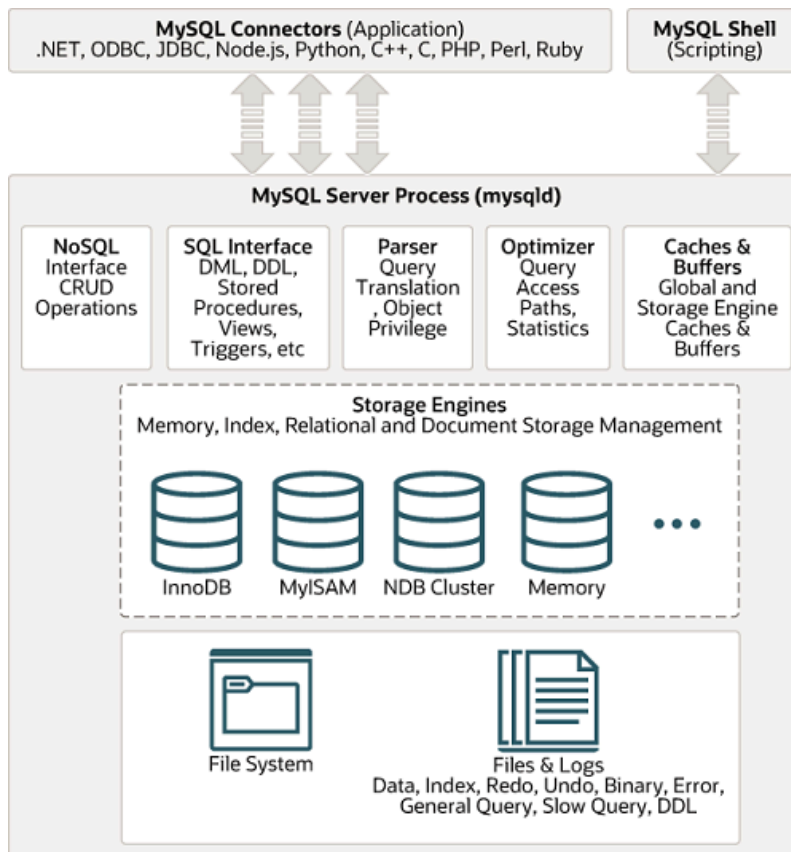 MySQL Connectors (Application)
.NET, ODBC, JDBC, Node.js, Python, C++, C, PHP, Perl, Ruby
MySQL Shell
(Scripting)
MySQL Server Process (mysqld)
NoSQL
Interface
CRUD
Operations
SQL Interface
DML, DDL,
Stored
Procedures,
Views,
Triggers, etc
Parser
Query
Translation
, Object
Privilege
Optimizer
Query
Access
Paths,
Statistics
Caches &
Buffers
Global and
Storage Engine
Caches &
Buffers
Storage Engines
Memory, Index, Relational and Document Storage Management
InnoDB
MyISAM
NDB Cluster
Memory
File System
Files & Logs
Data, Index, Redo, Undo, Binary, Error,
General Query, Slow Query, DDL